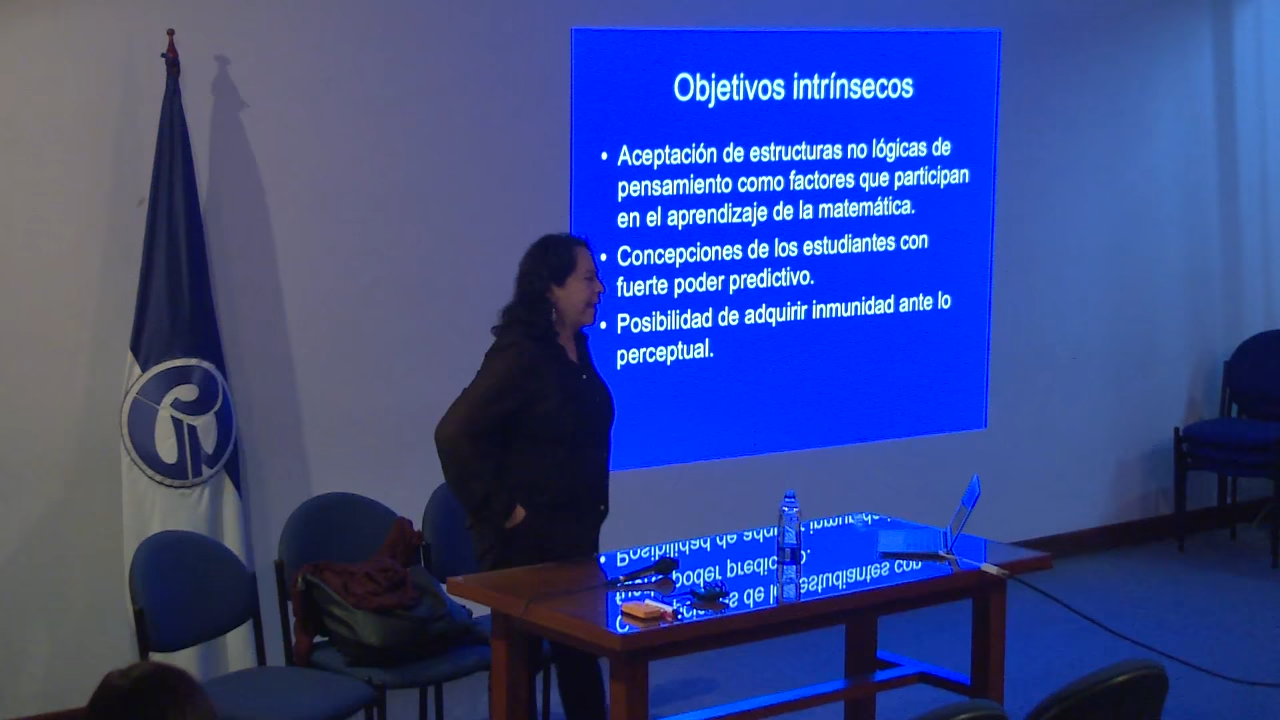 Objetivos intrínsecos
• Aceptación de estructuras no lógicas de
pensamiento como factores que participan
en el aprendizaje de la matemática.
• Concepciones de los estudiantes con
fuerte poder predictivo.
• Posibilidad de adquirir inmunidad ante lo
perceptual.